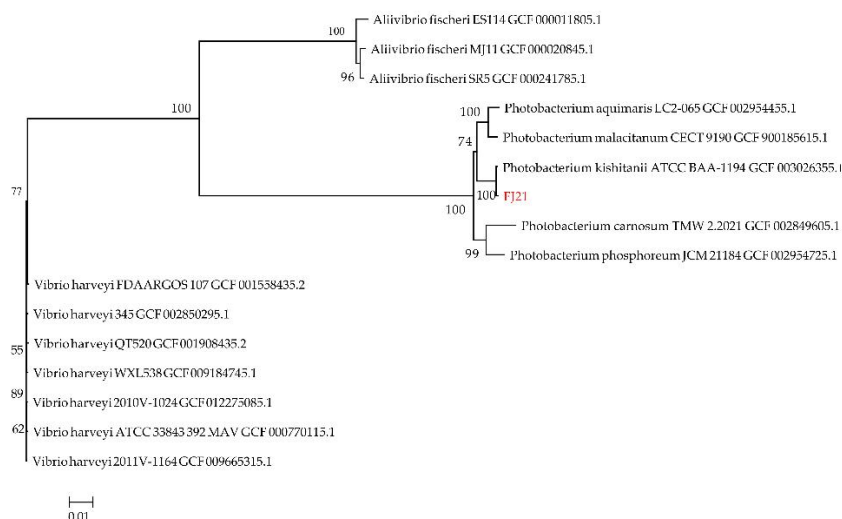 Aliivibrio fischeri ES114 GCF 000011805.1
100
Aliivibrio fischeri MJ11 GCF 000020845.1
96
Aliivibrio fischeri SR5 GCF 000241785.1
100
100
Photobacterium aquimaris LC2-065 GCF 002954455.1
Photobacterium malacitanum CECT 9190 GCF 900185615.1
74
Photobacterium kishitanii ATCC BAA-1194 GCF 003026355.1
100
FJ21
100
Photobacterium carnosum TMW 2.2021 GCF 002849605.1
99
Photobacterium phosphoreum JCM 21184 GCF 002954725.1
77
Vibrio harveyi FDAARGOS 107 GCF 001558435.2
Vibrio harveyi 345 GCF 002850295.1
Vibrio harveyi QT520 GCF 001908435.2
55
Vibrio harveyi WXL538 GCF 009184745.1
89
Vibrio harveyi 2010V-1024 GCF 012275085.1
62
Vibrio harveyi ATCC 33843 392 MAV GCF 000770115.1
Vibrio harveyi 2011V-1164 GCF 009665315.1
0.01